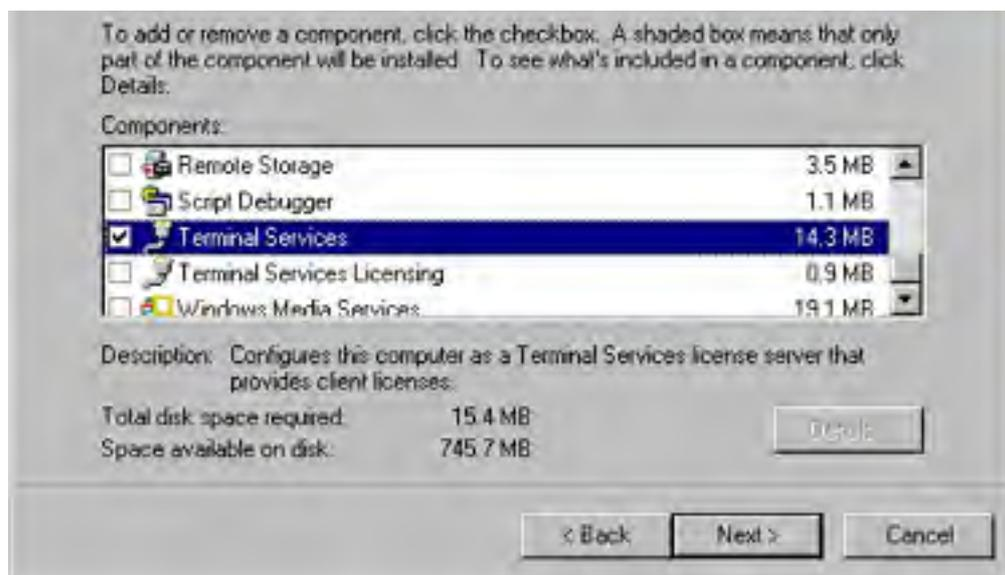 To add or remove a component, click the checkbox. A shaded box means that only
part of the component will be installed. To see what's included in a component, click
Details.
Components:
Remote Storage 3.5 MB
Script Debugger 1.1 MB
Terminal Services 14.3 MB
Terminal Services Licensing 0.9 MB
Windows Media Services 19.1 MB
Description: Configures this computer as a Terminal Services license server that
provides client licenses.
Total disk space required: 15.4 MB
Space available on disk: 745.7 MB
Details
< Back Next > Cancel